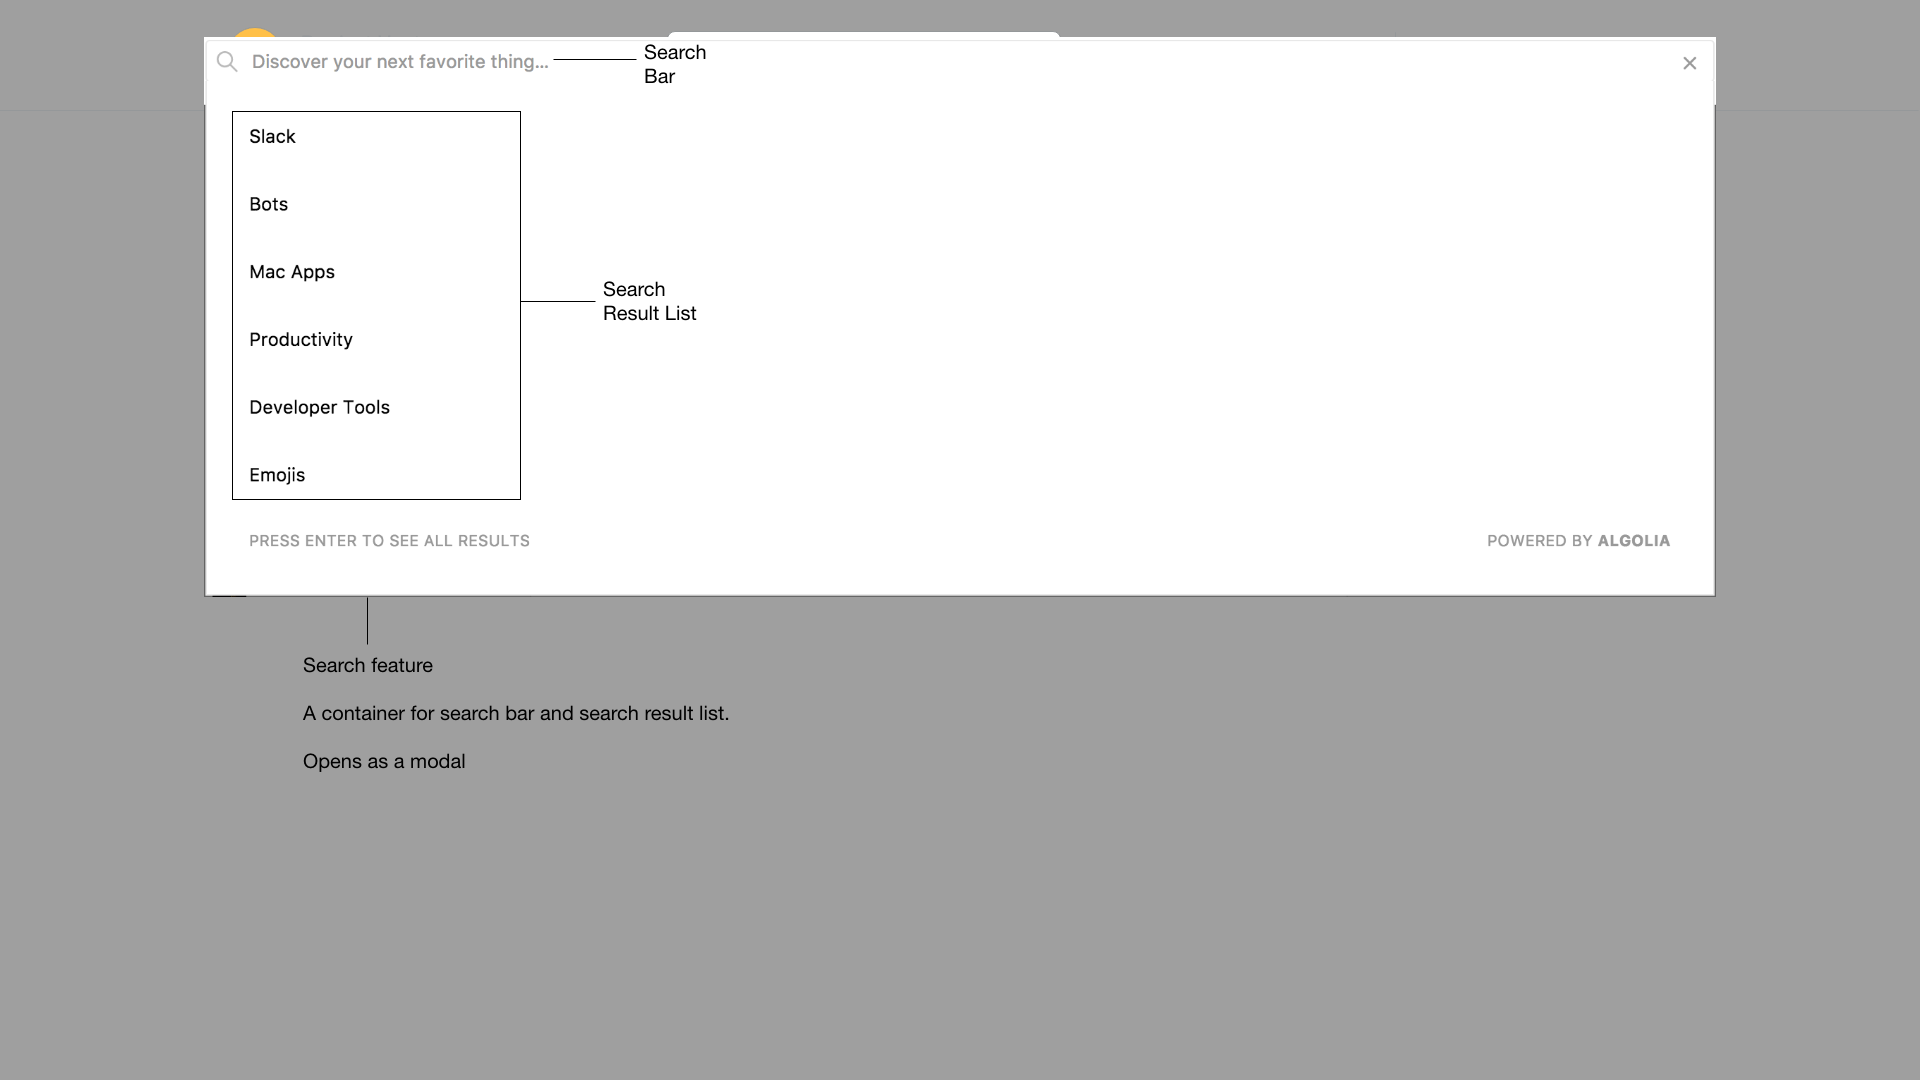 Discover your next favorite thing...
Search
Bar
Slack
Bots
Mac Apps
Productivity
Developer Tools
Emojis
Search
Result List
PRESS ENTER TO SEE ALL RESULTS
POWERED BY ALGOLIA
Search feature
A container for search bar and search result list.
Opens as a modal